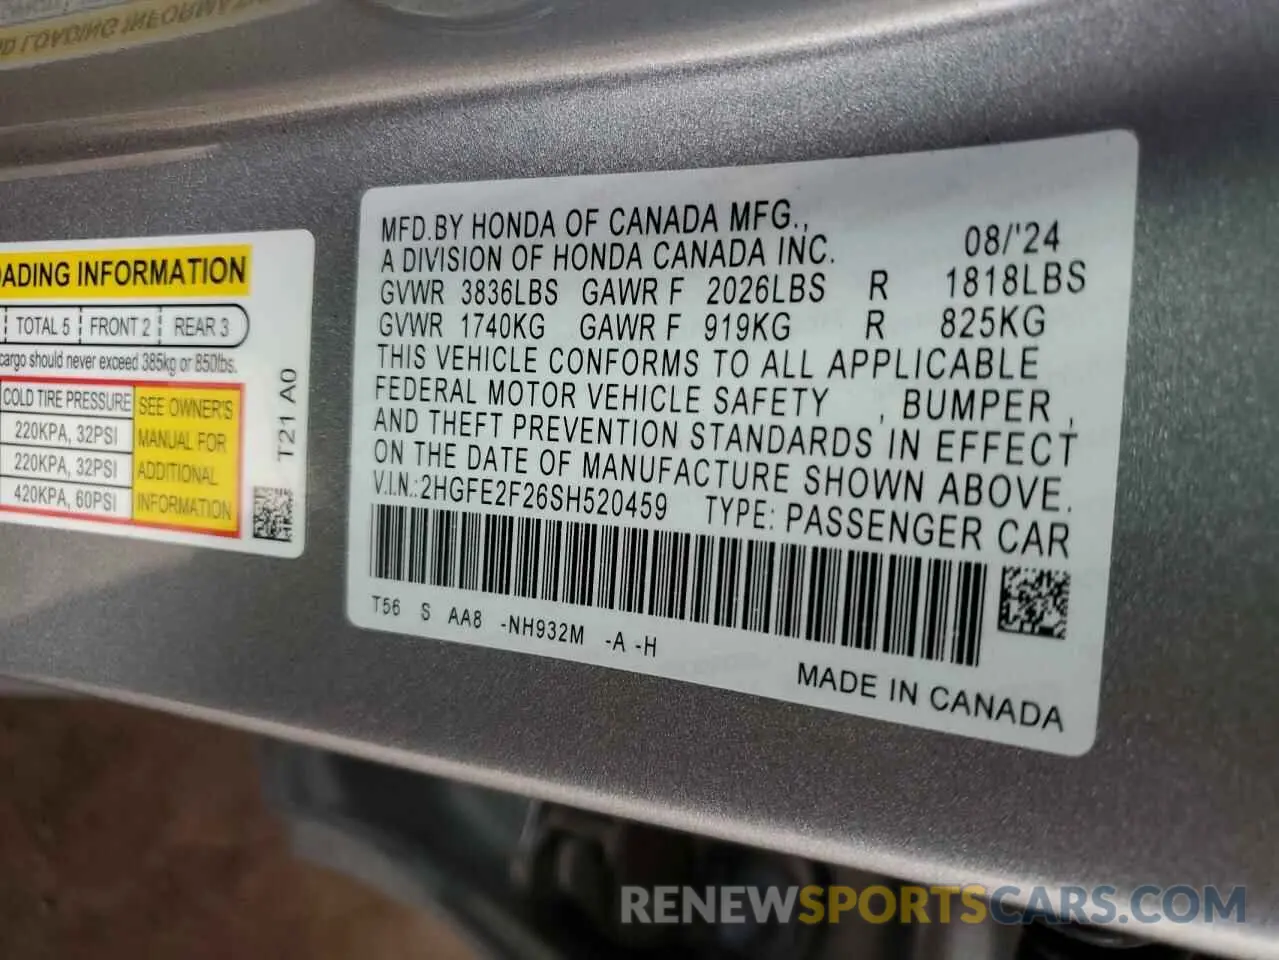 D LOADING INFORMA
OADING INFORMATION
TOTAL 5 FRONT 2 REAR 3
cargo should never exceed 385kg or 850lbs.
COLD TIRE PRESSURE
220KPA, 32PSI
220KPA, 32PSI
420KPA, 60PSI
SEE OWNER'S
MANUAL FOR
ADDITIONAL
INFORMATION
T21 A0
MFD.BY HONDA OF CANADA MFG.,
A DIVISION OF HONDA CANADA INC. 08/'24
GVWR 3836LBS GAWR F 2026LBS R 1818LBS
GVWR 1740KG GAWR F 919KG R 825KG
THIS VEHICLE CONFORMS TO ALL APPLICABLE
FEDERAL MOTOR VEHICLE SAFETY , BUMPER ,
AND THEFT PREVENTION STANDARDS IN EFFECT
ON THE DATE OF MANUFACTURE SHOWN ABOVE.
V.I.N.:2HGFE2F26SH520459 TYPE: PASSENGER CAR
T56 S AA8 -NH932M -A -H
MADE IN CANADA
RENEWSPORTSCARS.COM